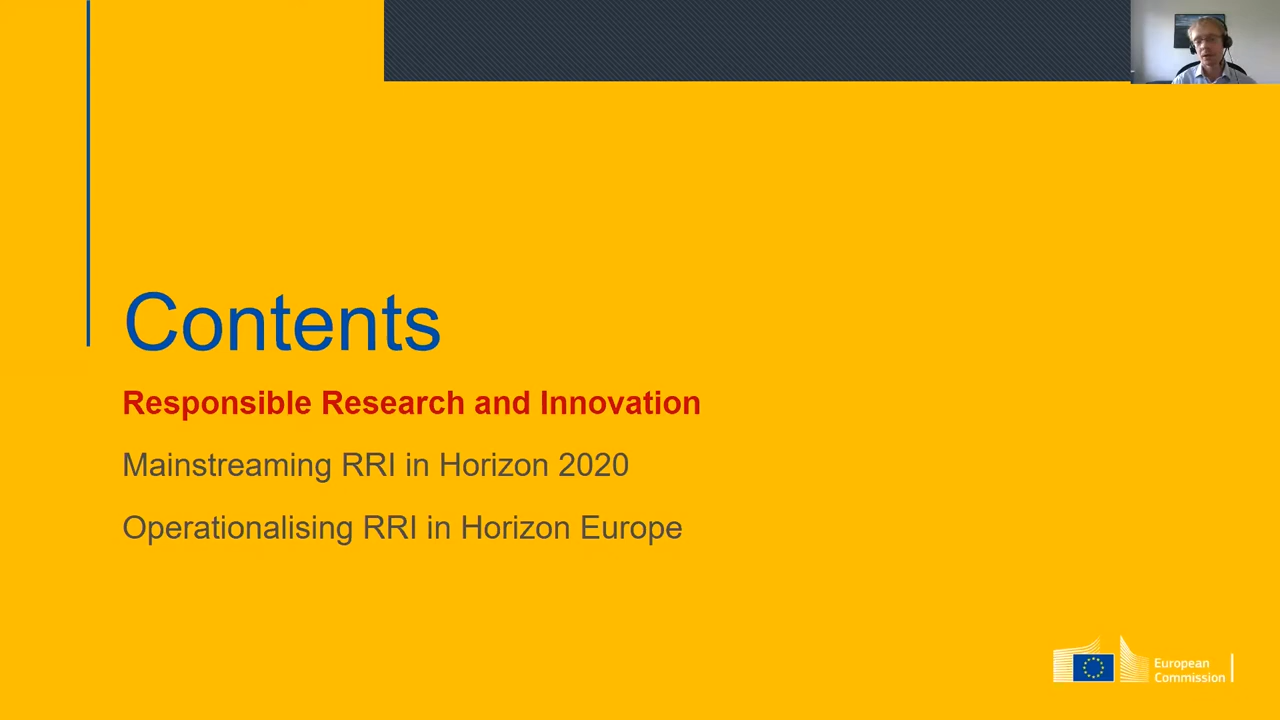 Contents
Responsible Research and Innovation
Mainstreaming RRI in Horizon 2020
Operationalising RRI in Horizon Europe
European
Commission